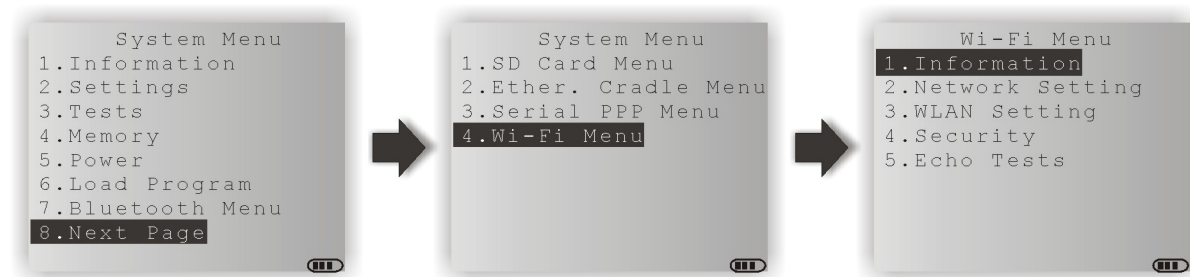 System Menu
1.Information
2.Settings
3.Tests
4.Memory
5.Power
6.Load Program
7.Bluetooth Menu
8.Next Page
System Menu
1.SD Card Menu
2.Ether. Cradle Menu
3.Serial PPP Menu
4.Wi-Fi Menu
Wi-Fi Menu
1.Information
2.Network Setting
3.WLAN Setting
4.Security
5.Echo Tests